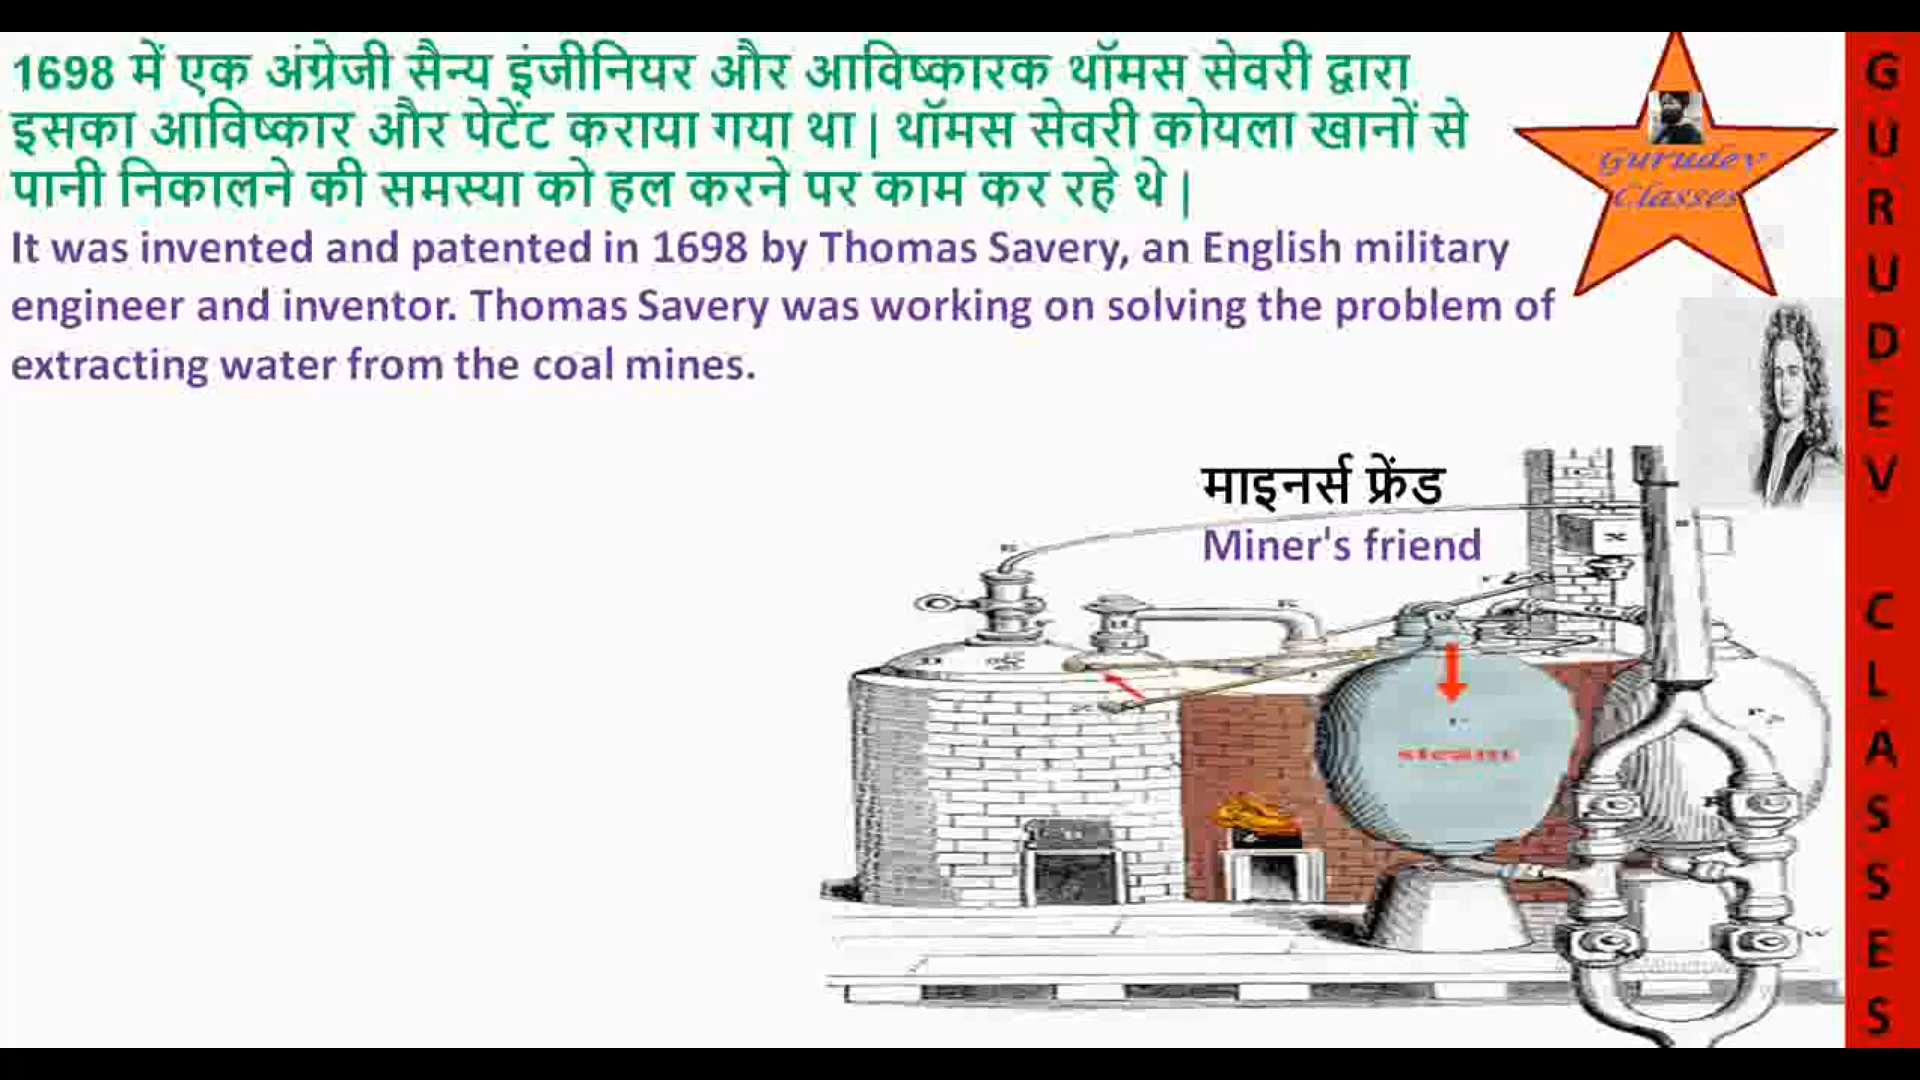 1698 में एक अंग्रेजी सैन्य इंजीनियर और आविष्कारक थॉमस सेवरी द्वारा
इसका आविष्कार और पेटेंट कराया गया था | थॉमस सेवरी कोयला खानों से
पानी निकालने की समस्या को हल करने पर काम कर रहे थे |
It was invented and patented in 1698 by Thomas Savery, an English military
engineer and inventor. Thomas Savery was working on solving the problem of
extracting water from the coal mines.
Gurudev
Classes
माइनर्स फ्रेंड
Miner's friend
GURUDEV CLASSES